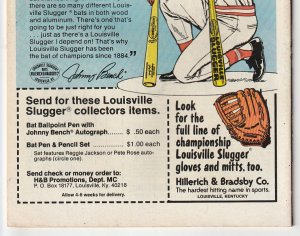 there are so many different Louisville
Slugger® bats in both wood
and aluminum. There's one that's
going to be just right for you
. . . just as there's a Louisville
Slugger I depend on! That's why
Louisville Slugger has been
the bat of champions since 1884."
Johnny Bench
Send for these Louisville
Slugger® collectors items.
Bat Ballpoint Pen with
Johnny Bench Autograph....... $ .50 each
Bat Pen & Pencil Set ............ $1.00 each
Set features Reggie Jackson or Pete Rose auto-
graphs (circle one).
Send check or money order to:
H&B Promotions, Dept. MC
P. O. Box 18177, Louisville, Ky. 40218
Allow 4-6 weeks for delivery.
Look
for the
full line of
championship
Louisville Slugger®
gloves and mitts, too.
Hillerich & Bradsby Co.
The hardest hitting name in sports.
LOUISVILLE, KENTUCKY